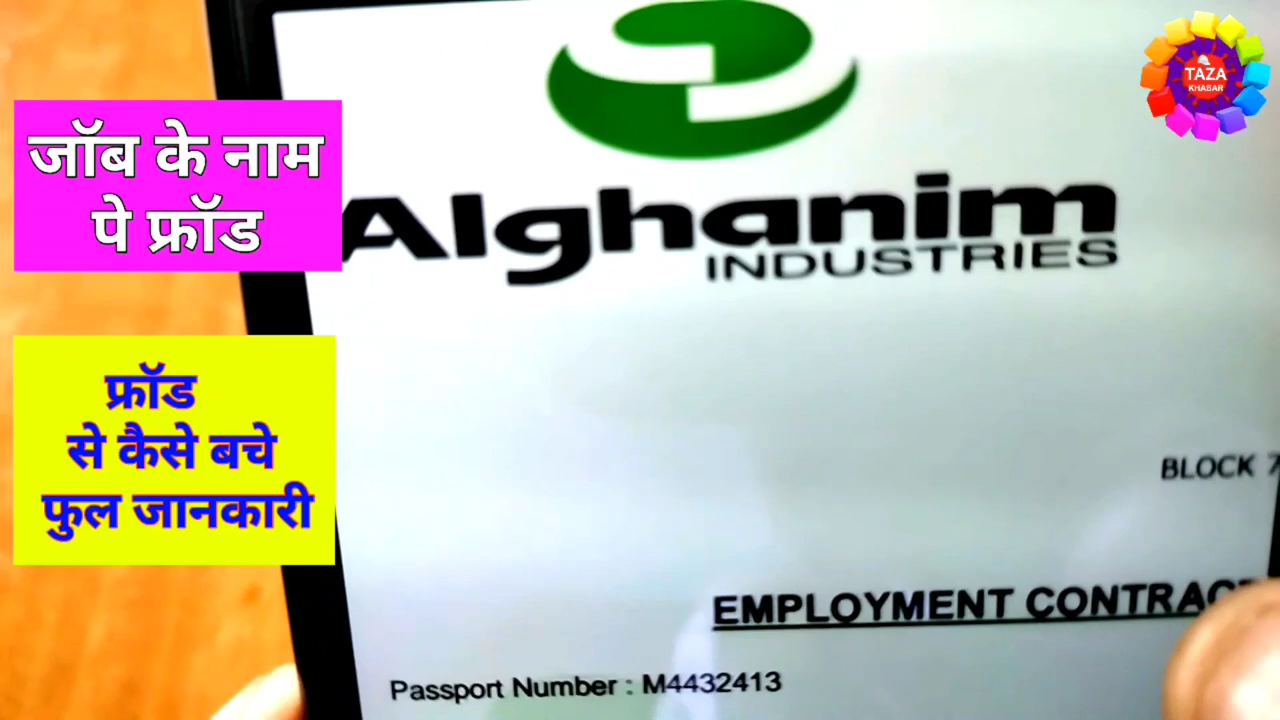 जॉब के नाम
पे फ्रॉड
फ्रॉड
से कैसे बचे
फुल जानकारी
TAZA
KHABAR
Alghanim
INDUSTRIES
BLOCK 7
EMPLOYMENT CONTRAC
Passport Number : M4432413